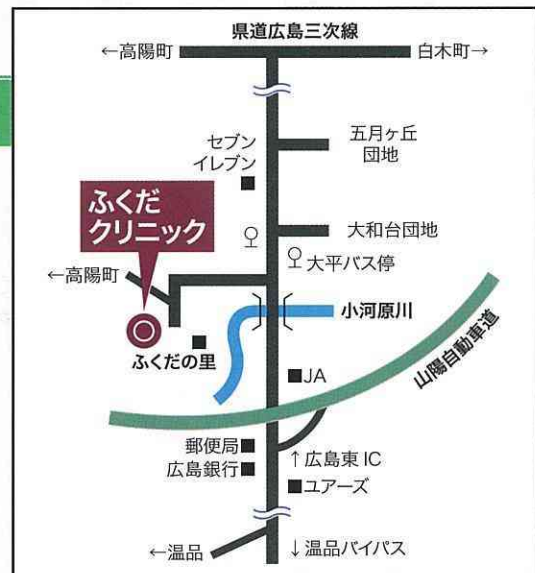 県道広島三次線
←高陽町
白木町→
セブン
イレブン
五月ヶ丘
団地
ふくだ
クリニック
大和台団地
大平バス停
←高陽町
小河原川
ふくだの里
山陽自動車道
JA
郵便局
広島銀行
↑広島東 IC
ユアーズ
←温品
↓温品バイパス